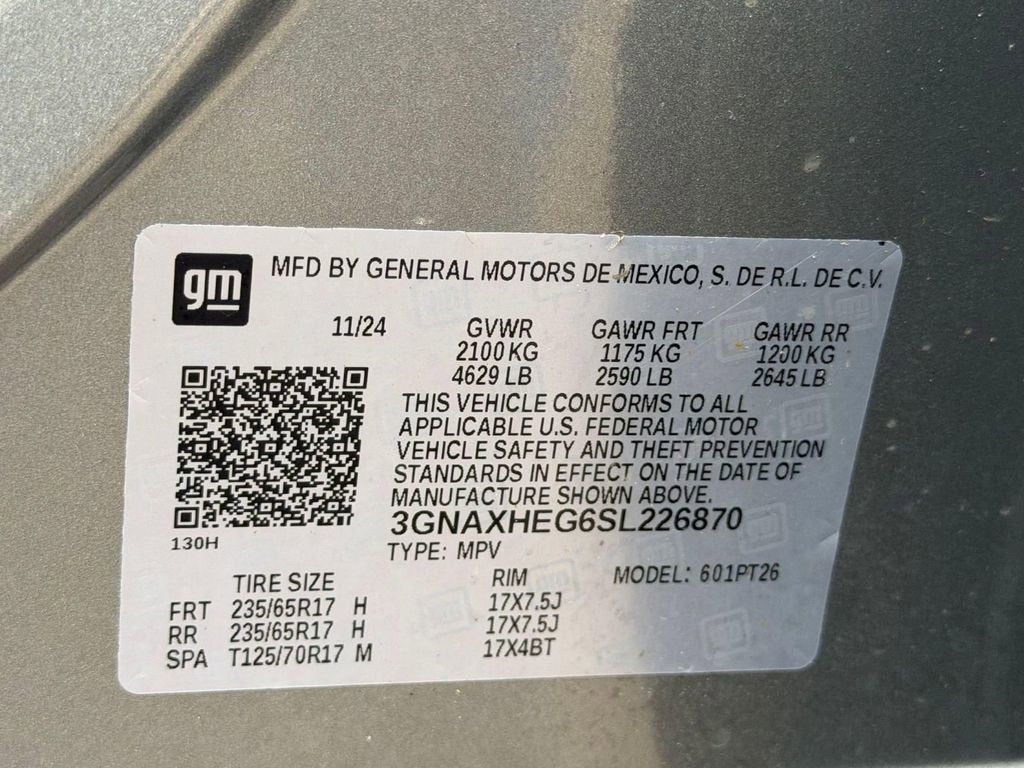 gm
MFD BY GENERAL MOTORS DE MEXICO, S. DE R.L. DE C.V.
11/24 GVWR GAWR FRT GAWR RR
2100 KG 1175 KG 1200 KG
4629 LB 2590 LB 2645 LB
THIS VEHICLE CONFORMS TO ALL
APPLICABLE U.S. FEDERAL MOTOR
VEHICLE SAFETY AND THEFT PREVENTION
STANDARDS IN EFFECT ON THE DATE OF
MANUFACTURE SHOWN ABOVE.
3GNAXHEG6SL226870
130H
TYPE: MPV
TIRE SIZE RIM MODEL: 601PT26
FRT 235/65R17 H 17X7.5J
RR 235/65R17 H 17X7.5J
SPA T125/70R17 M 17X4BT